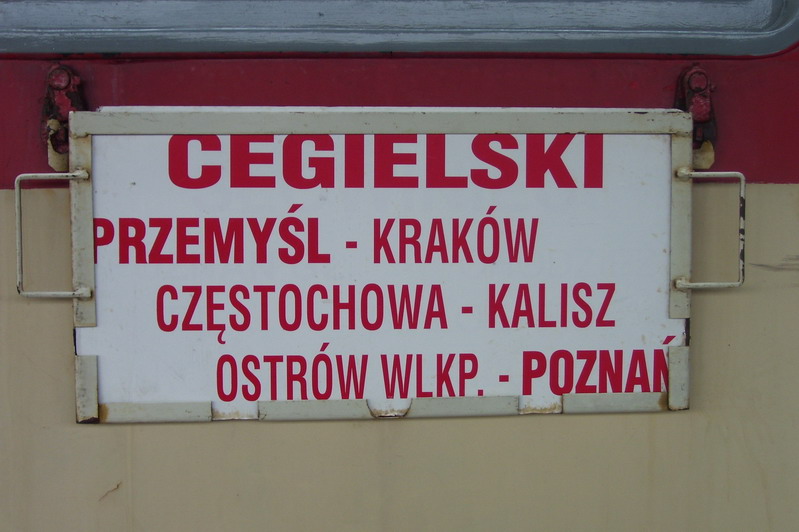 CEGIELSKI
PRZEMYŚL - KRAKÓW
CZĘSTOCHOWA - KALISZ
OSTRÓW WLKP. - POZNAŃ